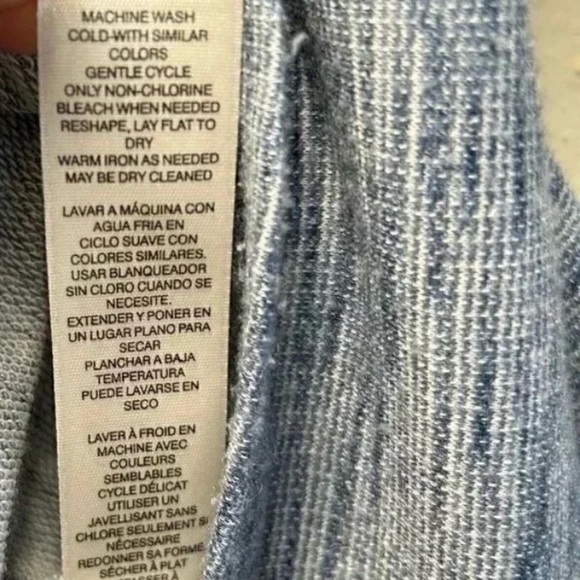 MACHINE WASH
COLD-WITH SIMILAR
COLORS
GENTLE CYCLE
ONLY NON-CHLORINE
BLEACH WHEN NEEDED
RESHAPE, LAY FLAT TO
DRY
WARM IRON AS NEEDED
MAY BE DRY CLEANED
LAVAR A MÁQUINA CON
AGUA FRIA EN
CICLO SUAVE CON
COLORES SIMILARES.
USAR BLANQUEADOR
SIN CLORO CUANDO SE
NECESITE.
EXTENDER Y PONER EN
UN LUGAR PLANO PARA
SECAR
PLANCHAR A BAJA
TEMPERATURA
PUEDE LAVARSE EN
SECO
LAVER À FROID EN
MACHINE AVEC
COULEURS
SEMBLABLES
CYCLE DÉLICAT
UTILISER UN
JAVELLISANT SANS
CHLORE SEULEMENT SI
NÉCESSAIRE
REDONNER SA FORME
SÉCHER À PLAT